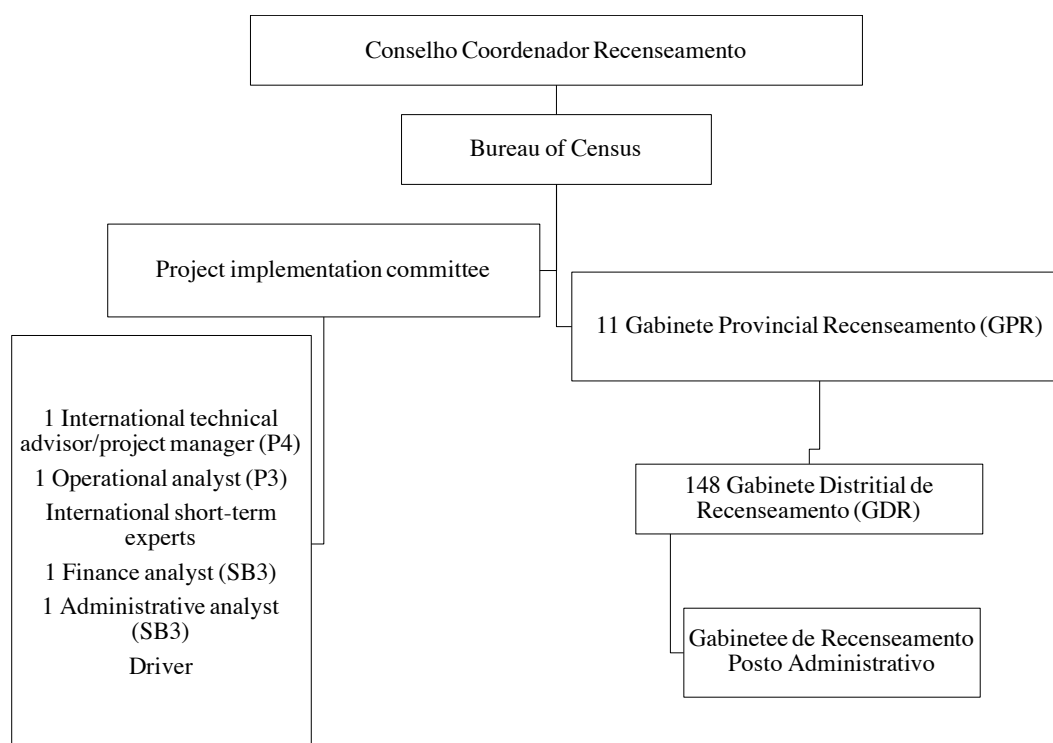 Conselho Coordenador Recenseamento
Bureau of Census
Project implementation committee
11 Gabinete Provincial Recenseamento (GPR)
1 International technical
advisor/project manager (P4)
1 Operational analyst (P3)
International short-term
experts
1 Finance analyst (SB3)
1 Administrative analyst
(SB3)
Driver
148 Gabinete Distritial de
Recenseamento (GDR)
Gabinetee de Recenseamento
Posto Administrativo